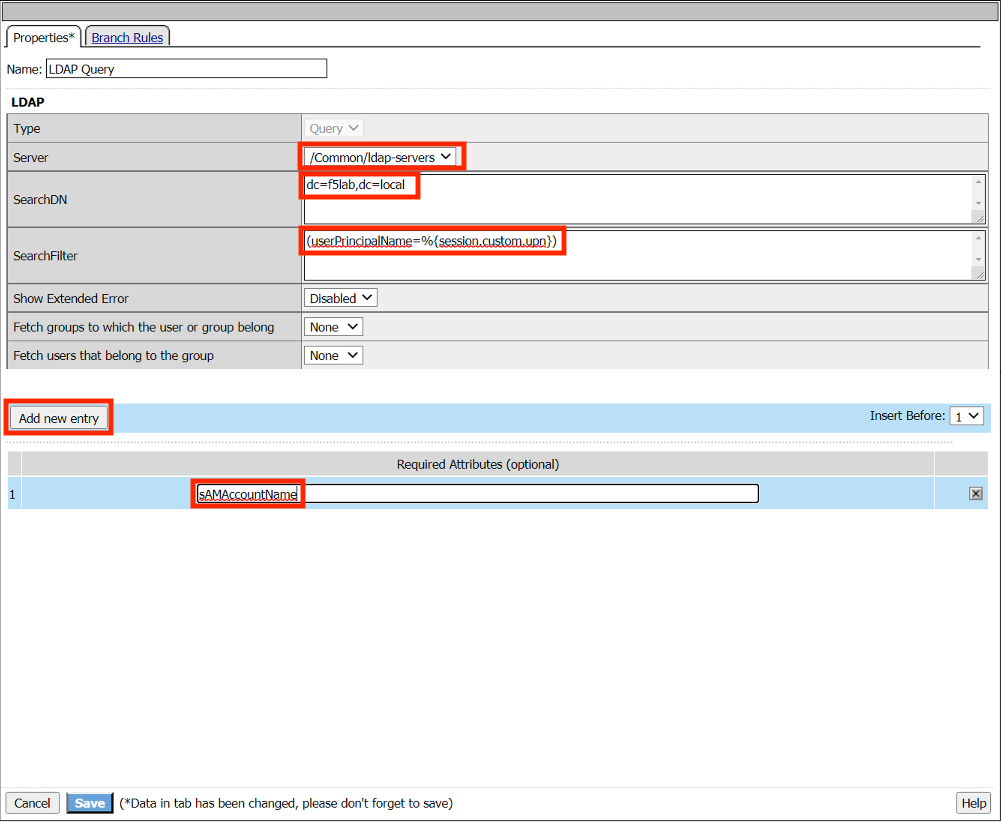 Properties* Branch Rules
Name: LDAP Query
LDAP
Type Query
Server /Common/ldap-servers
SearchDN dc=f5lab,dc=local
SearchFilter (userPrincipalName=%{session.custom.upn})
Show Extended Error Disabled
Fetch groups to which the user or group belong None
Fetch users that belong to the group None
Add new entry Insert Before: 1
Required Attributes (optional)
1 sAMAccountName
Cancel Save (*Data in tab has been changed, please don't forget to save) Help